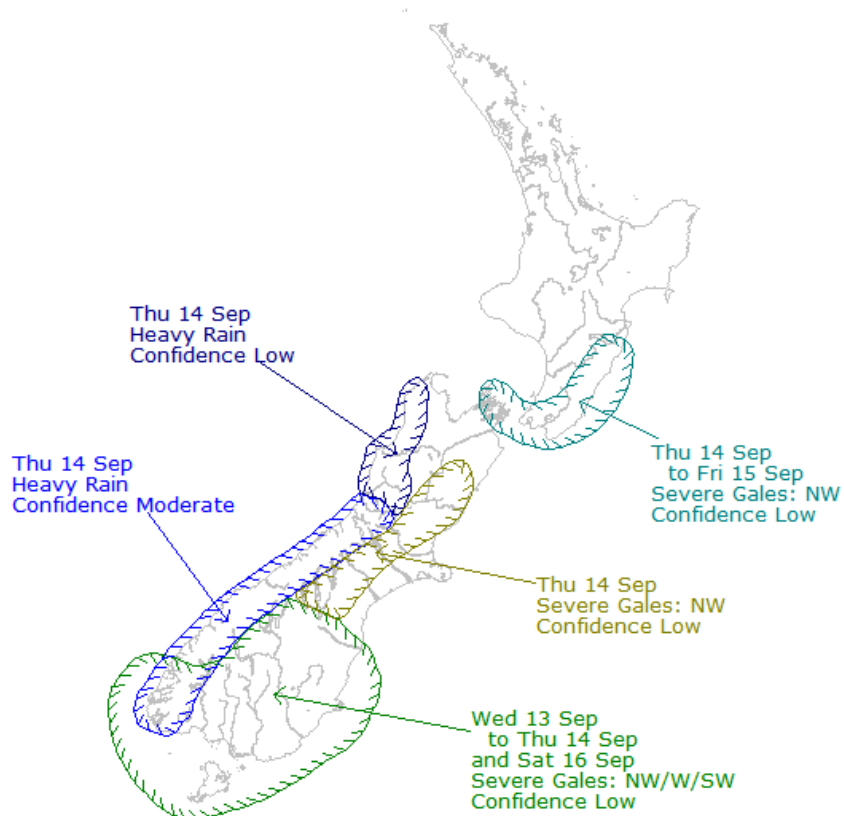 Thu 14 Sep
Heavy Rain
Confidence Low
Thu 14 Sep
Heavy Rain
Confidence Moderate
Thu 14 Sep
to Fri 15 Sep
Severe Gales: NW
Confidence Low
Thu 14 Sep
Severe Gales: NW
Confidence Low
Wed 13 Sep
to Thu 14 Sep
and Sat 16 Sep
Severe Gales: NW/W/SW
Confidence Low